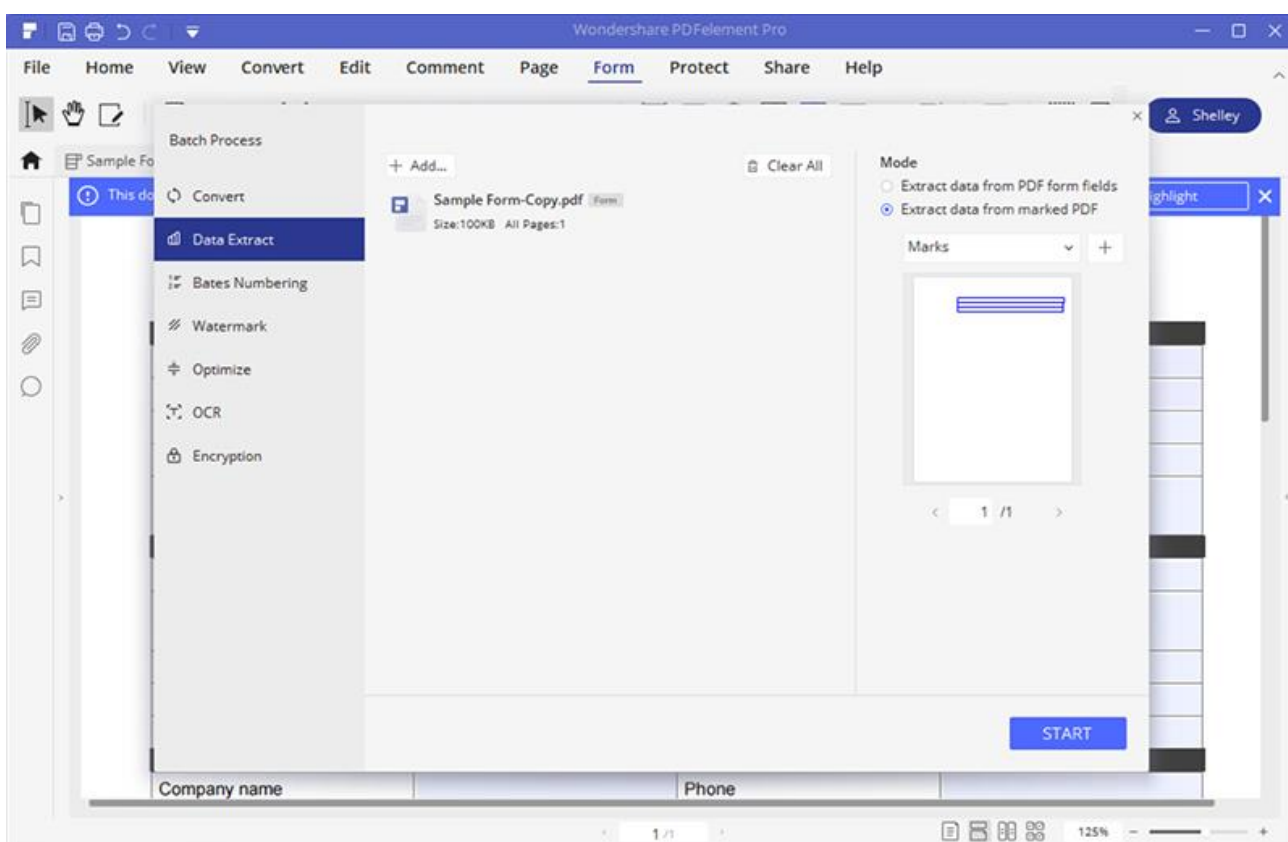 Wondershare PDFelement Pro
File Home View Convert Edit Comment Page Form Protect Share Help
Shelley
Sample Fo
This do
ighlight
Batch Process
Convert
Data Extract
Bates Numbering
Watermark
Optimize
OCR
Encryption
+ Add...
Clear All
Sample Form-Copy.pdf Form
Size:100KB All Pages:1
Mode
Extract data from PDF form fields
Extract data from marked PDF
Marks
1 /1
START
Company name Phone
1 /1
125%